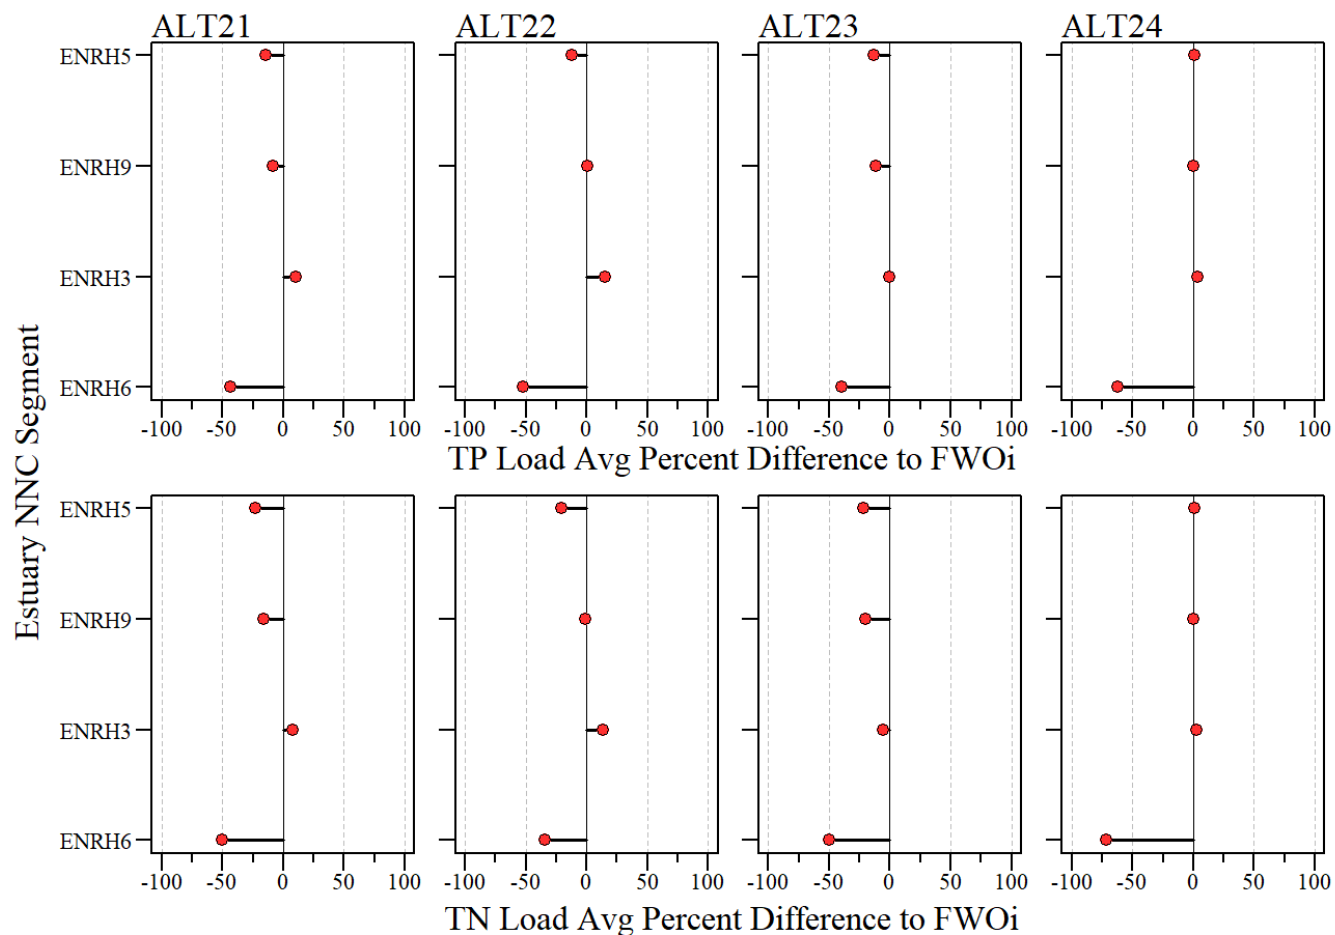 ALT21 ALT22 ALT23 ALT24
Estuary NNC Segment
ENRH5
ENRH9
ENRH3
ENRH6
-100 -50 0 50 100 -100 -50 0 50 100 -100 -50 0 50 100 -100 -50 0 50 100
TP Load Avg Percent Difference to FWOi
ENRH5
ENRH9
ENRH3
ENRH6
-100 -50 0 50 100 -100 -50 0 50 100 -100 -50 0 50 100 -100 -50 0 50 100
TN Load Avg Percent Difference to FWOi